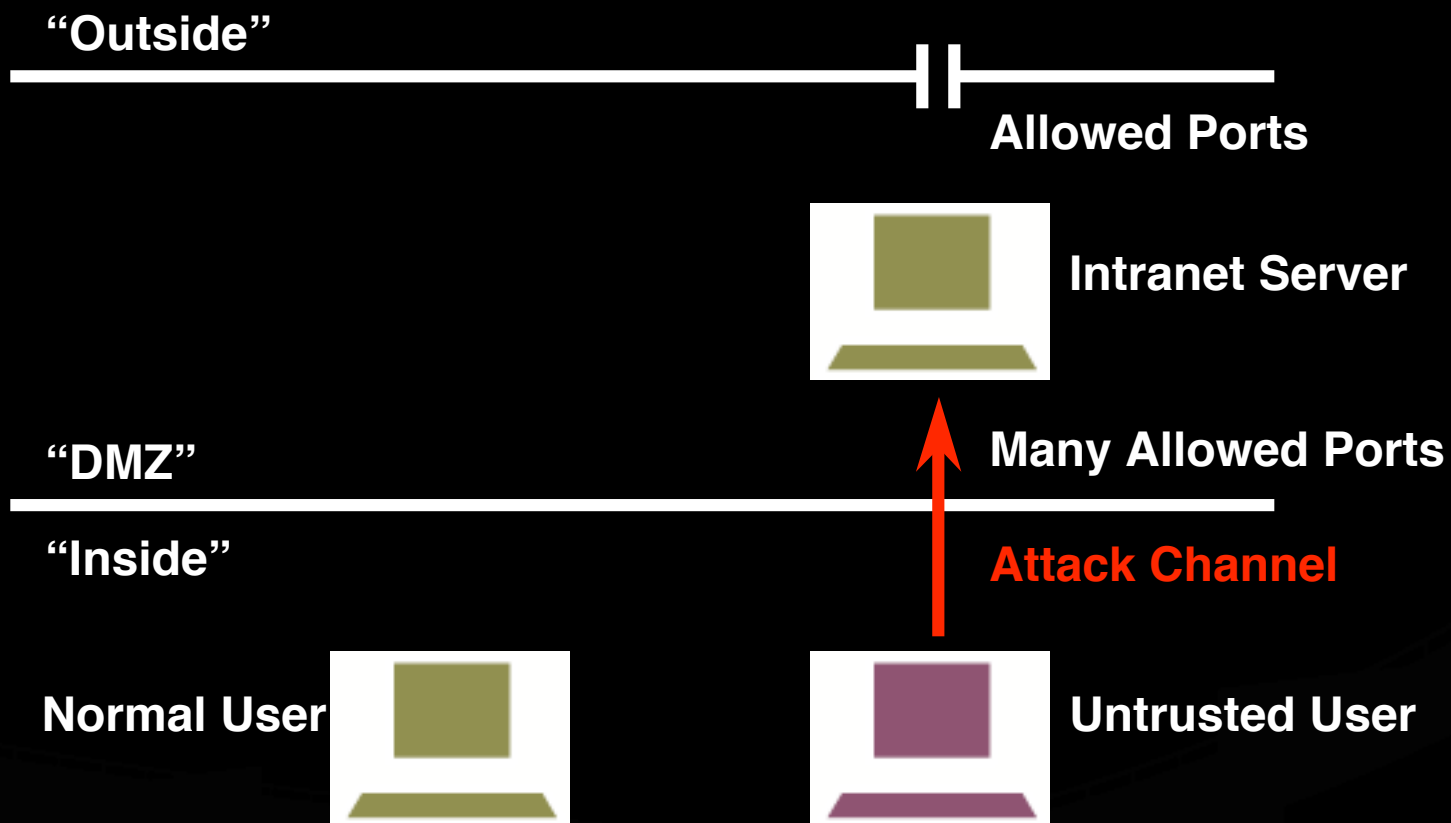 “Outside”
Allowed Ports
Intranet Server
“DMZ”
Many Allowed Ports
“Inside”
Attack Channel
Normal User
Untrusted User